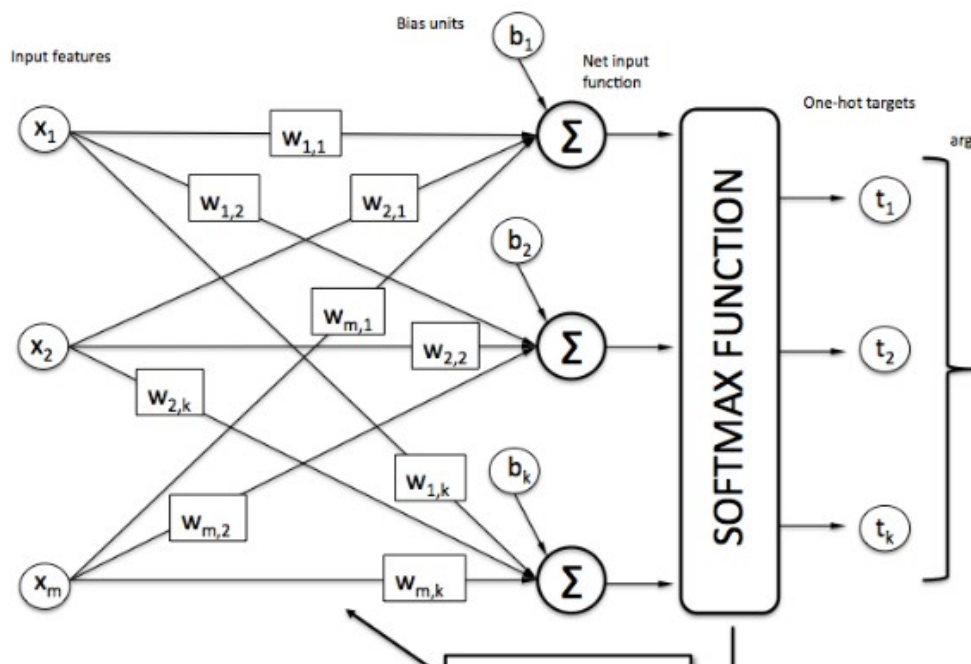 Input features
Bias units
Net input
function
One-hot targets
arg
b₁
x₁
w₁,₁
Σ
w₁,₂
w₂,₁
t₁
b₂
wₘ,₁
x₂
w₂,₂
Σ
t₂
w₂,ₖ
bₖ
w₁,ₖ
wₘ,₂
tₖ
xₘ
wₘ,ₖ
Σ
SOFTMAX FUNCTION